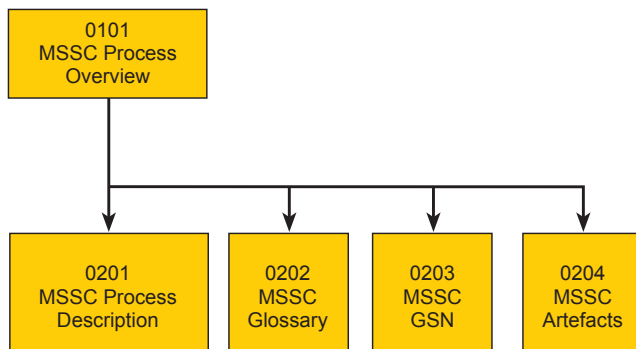 0101
MSSC Process
Overview
0201
MSSC Process
Description
0202
MSSC
Glossary
0203
MSSC
GSN
0204
MSSC
Artefacts